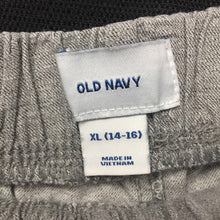 OLD NAVY
XL (14-16)
MADE IN
VIETNAM